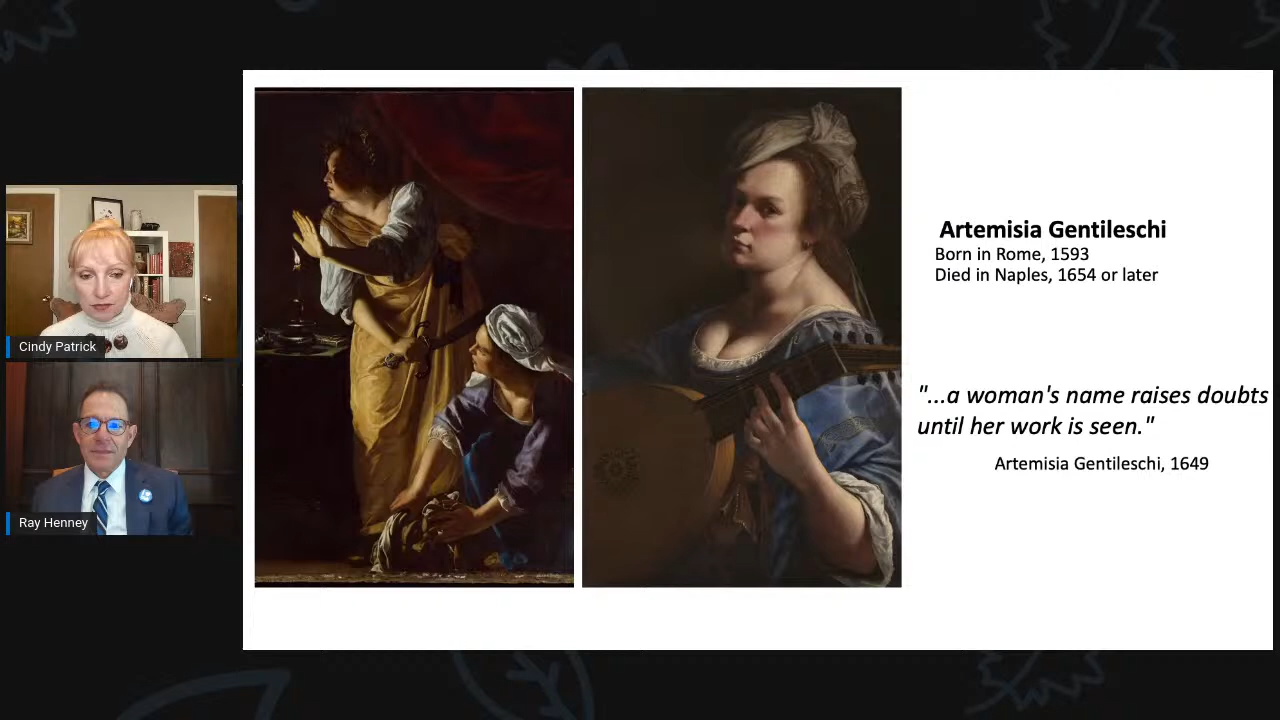 Cindy Patrick
Ray Henney
Artemisia Gentileschi
Born in Rome, 1593
Died in Naples, 1654 or later
"...a woman's name raises doubts
until her work is seen."
Artemisia Gentileschi, 1649